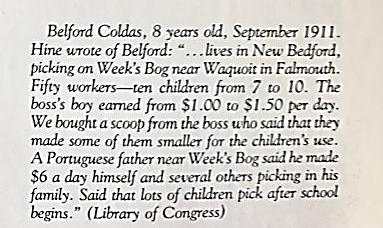 Belford Coldas, 8 years old, September 1911.
Hine wrote of Belford: “...lives in New Bedford,
picking on Week's Bog near Waquoit in Falmouth.
Fifty workers—ten children from 7 to 10. The
boss's boy earned from $1.00 to $1.50 per day.
We bought a scoop from the boss who said that they
made some of them smaller for the children's use.
A Portuguese father near Week's Bog said he made
$6 a day himself and several others picking in his
family. Said that lots of children pick after school
begins.” (Library of Congress)